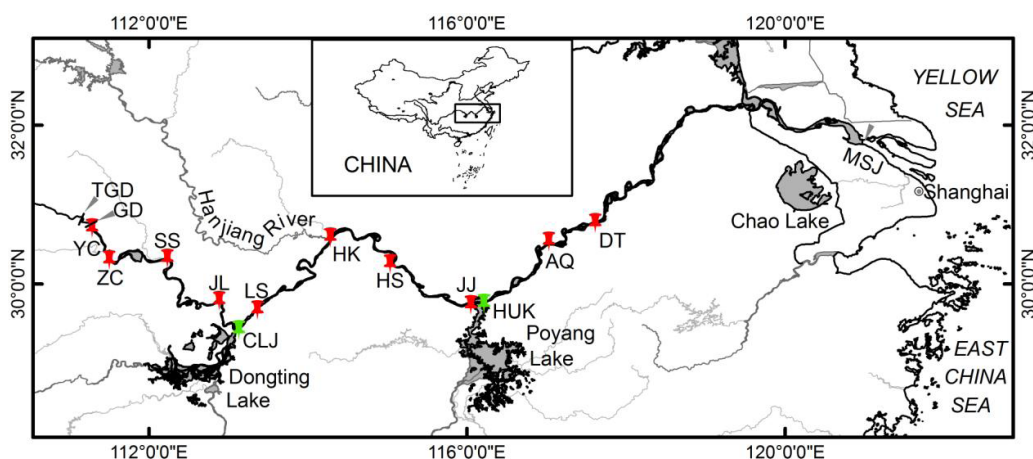 112°0'0"E
116°0'0"E
120°0'0"E
32°0'0"N
30°0'0"N
YELLOW
SEA
CHINA
MSJ
Shanghai
Chao Lake
TGD
GD
YC
ZC
SS
Hanjiang River
HK
HS
JL
LS
CLJ
Dongting
Lake
JJ
HUK
Poyang
Lake
AQ
DT
EAST
CHINA
SEA
32°0'0"N
30°0'0"N
112°0'0"E
116°0'0"E
120°0'0"E